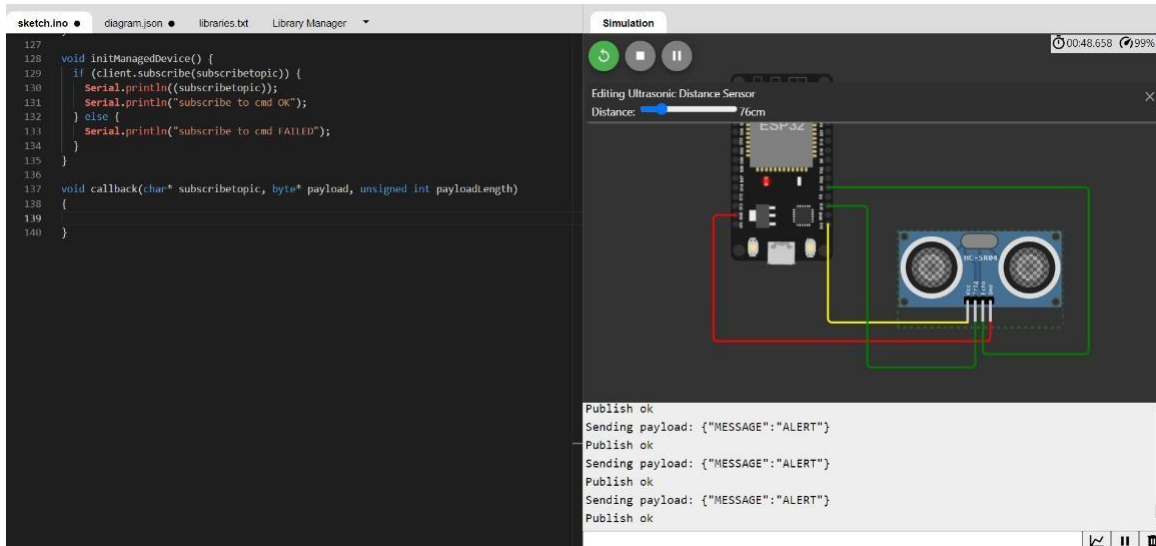 sketch.ino ●
diagram.json ●
libraries.txt
Library Manager
Simulation
127
128 void initManagedDevice() {
129 if (client.subscribe(subscribetopic)) {
130 Serial.println((subscribetopic));
131 Serial.println("subscribe to cmd OK");
132 } else {
133 Serial.println("subscribe to cmd FAILED");
134 }
135 }
136
137 void callback(char* subscribetopic, byte* payload, unsigned int payloadLength)
138 {
139
140 }
00:48.658 99%
Editing Ultrasonic Distance Sensor
Distance: 76cm
ESP32
HC-SR04
Vcc
Trig
Echo
Gnd
Publish ok
Sending payload: {"MESSAGE":"ALERT"}
Publish ok
Sending payload: {"MESSAGE":"ALERT"}
Publish ok
Sending payload: {"MESSAGE":"ALERT"}
Publish ok